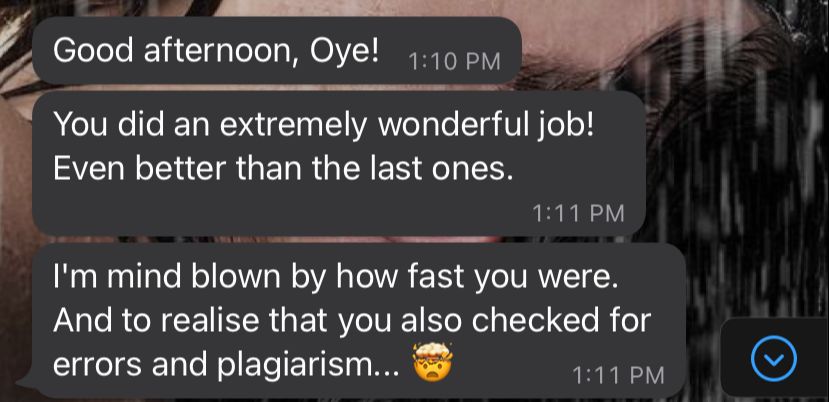 Good afternoon, Oye! 1:10 PM
You did an extremely wonderful job!
Even better than the last ones.
1:11 PM
I'm mind blown by how fast you were.
And to realise that you also checked for
errors and plagiarism... 🤯 1:11 PM